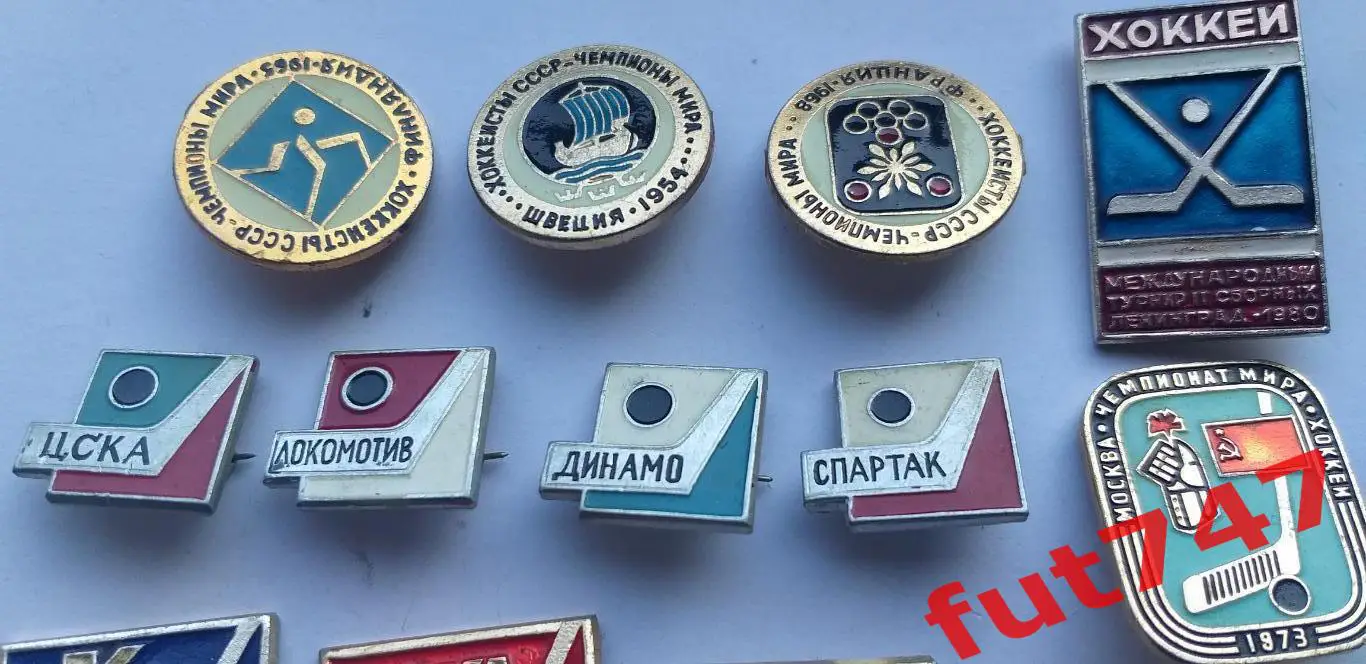 ХОККЕИСТЫ СССР-ЧЕМПИОНЫ МИРА · ФИНЛЯНДИЯ-1965
ХОККЕИСТЫ СССР-ЧЕМПИОНЫ МИРА
ШВЕЦИЯ · 1954
ХОККЕИСТЫ СССР-ЧЕМПИОНЫ МИРА
ФРАНЦИЯ-1968
ХОККЕЙ
МЕЖДУНАРОДНЫЙ
ТУРНИР II СБОРНЫХ
ЛЕНИНГРАД-1980
ЦСКА
ЛОКОМОТИВ
ДИНАМО
СПАРТАК
МОСКВА · ЧЕМПИОНАТ МИРА · ХОККЕЙ
1973
fut747